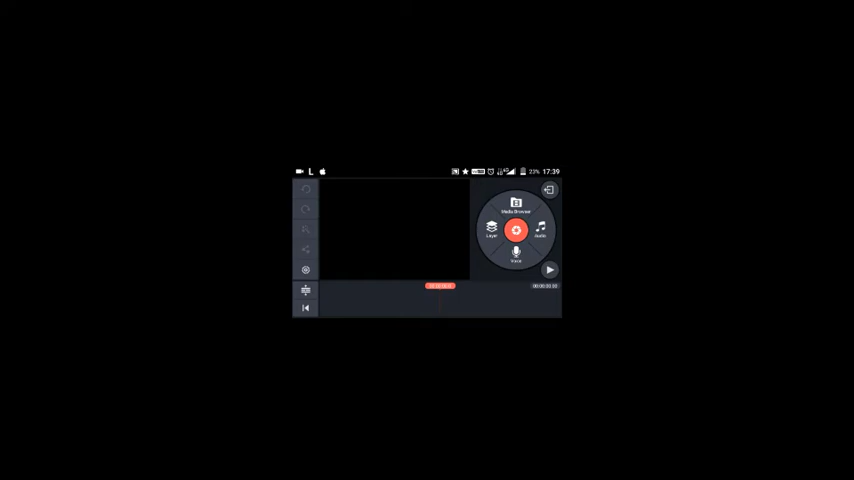 L 23% 17:39
Media Browser
Layer
Audio
Voice
00:00:00.00